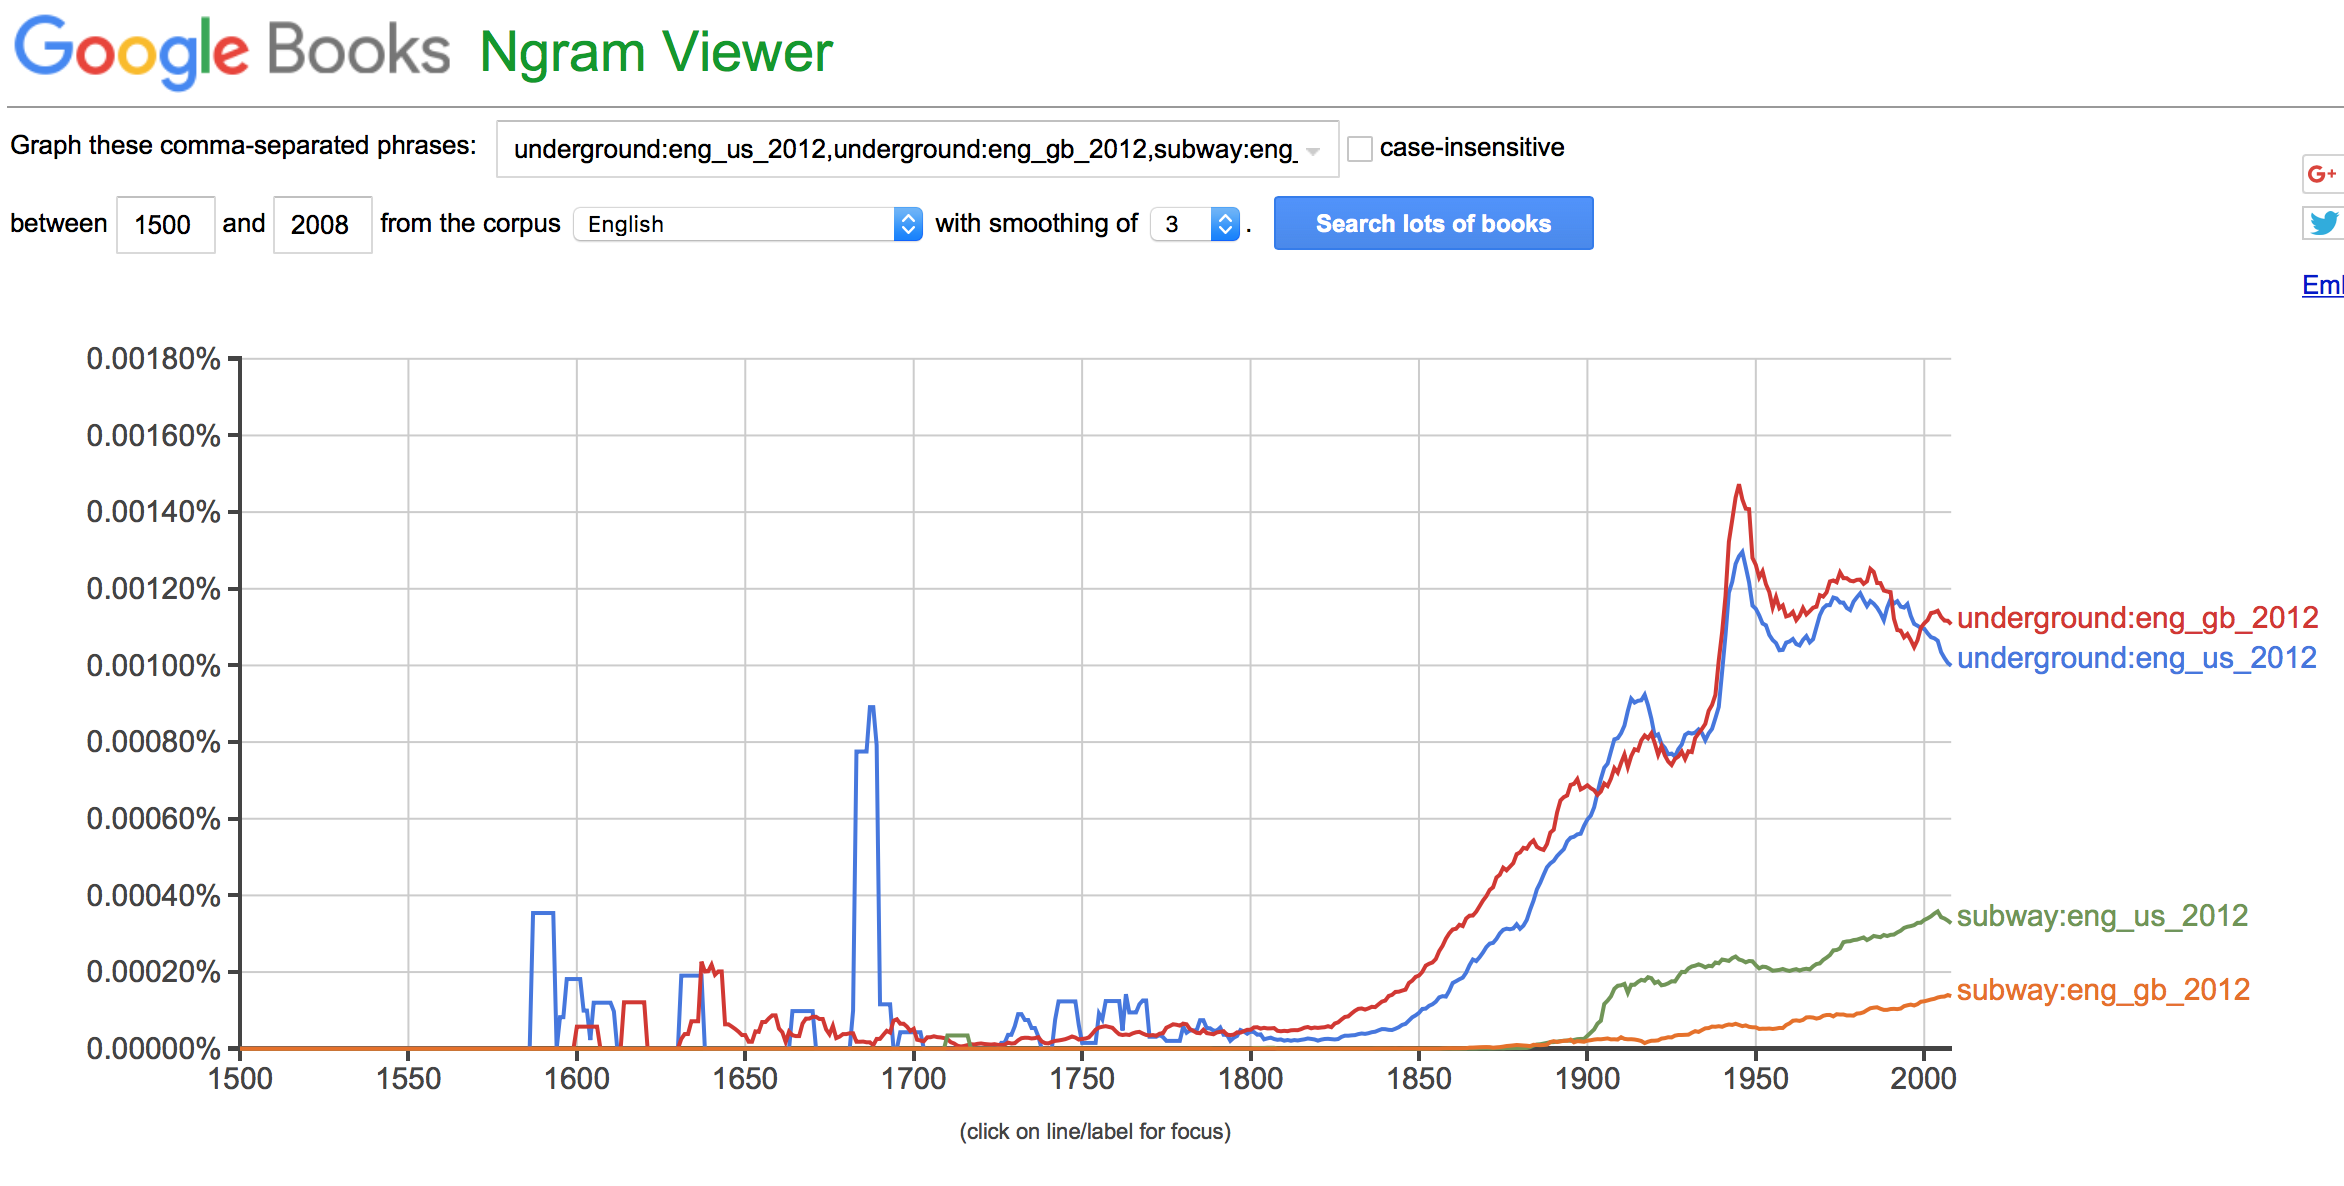 Google Books Ngram Viewer
Graph these comma-separated phrases: underground:eng_us_2012,underground:eng_gb_2012,subway:eng_ case-insensitive
G+
between 1500 and 2008 from the corpus English with smoothing of 3 . Search lots of books
Em
0.00180%
0.00160%
0.00140%
0.00120%
underground:eng_gb_2012
underground:eng_us_2012
0.00100%
0.00080%
0.00060%
0.00040%
subway:eng_us_2012
0.00020%
subway:eng_gb_2012
0.00000%
1500 1550 1600 1650 1700 1750 1800 1850 1900 1950 2000
(click on line/label for focus)